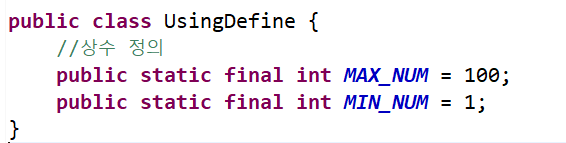 public class UsingDefine {
//상수 정의
public static final int MAX_NUM = 100;
public static final int MIN_NUM = 1;
}